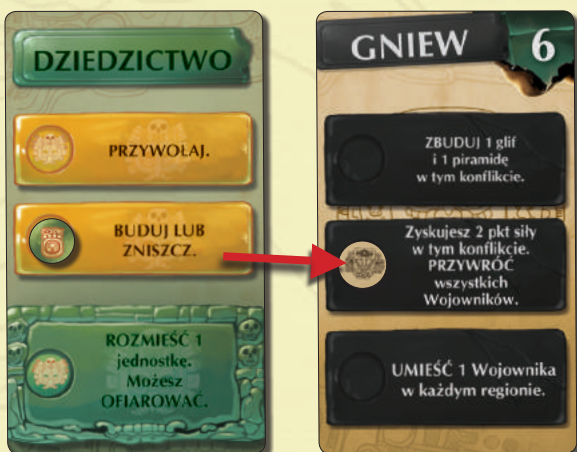 DZIEDZICTWO
PRZYWOŁAJ.
BUDUJ LUB
ZNISZCZ.
ROZMIEŚĆ 1
jednostkę.
Możesz
OFIAROWAĆ.
GNIEW 6
ZBUDUJ 1 glif
i 1 piramidę
w tym konflikcie.
Zyskujesz 2 pkt siły
w tym konflikcie.
PRZYWRÓĆ
wszystkich
Wojowników.
UMIEŚĆ 1 Wojownika
w każdym regionie.